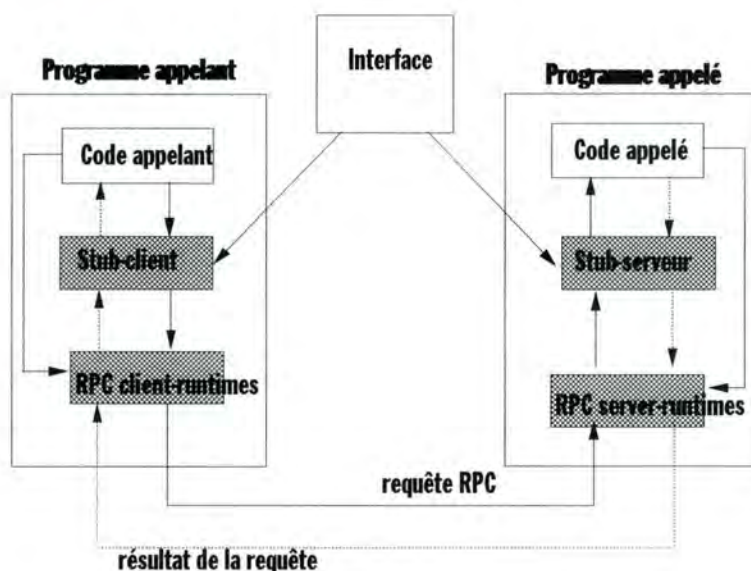 Interface
Programme appelant
Programme appelé
Code appelant
Code appelé
Stub-client
Stub-serveur
RPC client-runtimes
RPC server-runtimes
requête RPC
résultat de la requête